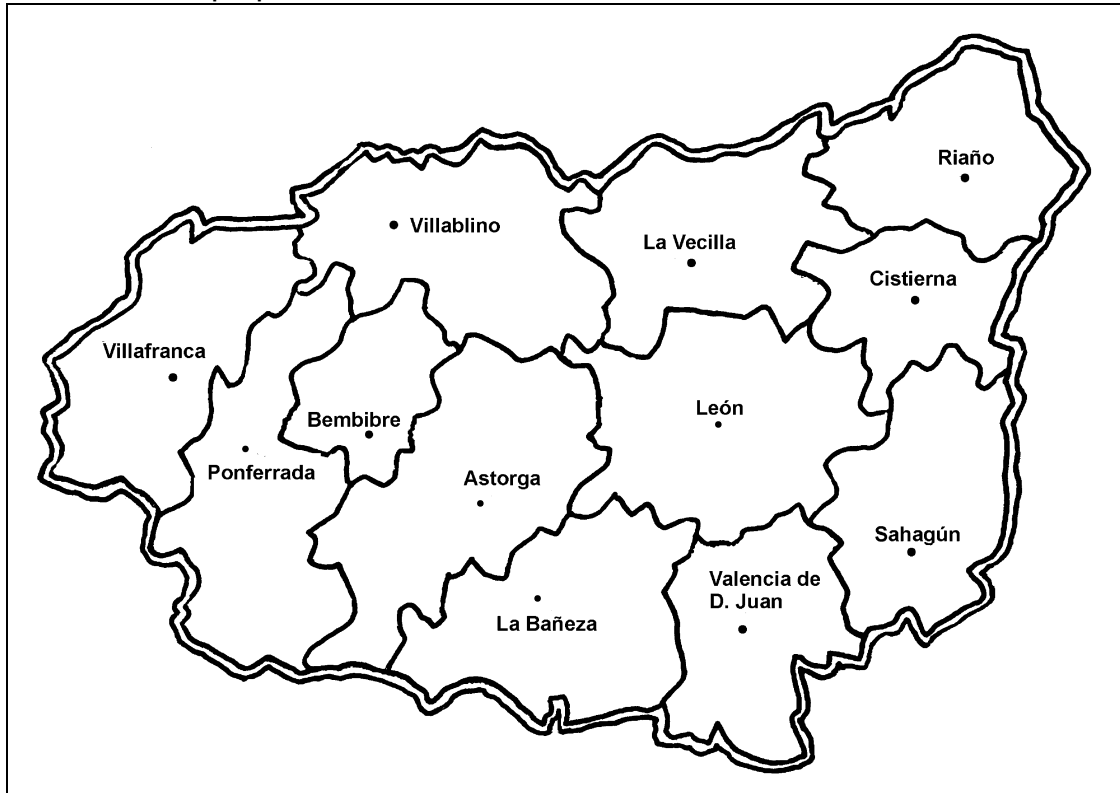 Riaño
Villablino
La Vecilla
Cistierna
Villafranca
León
Bembibre
Ponferrada
Astorga
Sahagún
Valencia de
D. Juan
La Bañeza